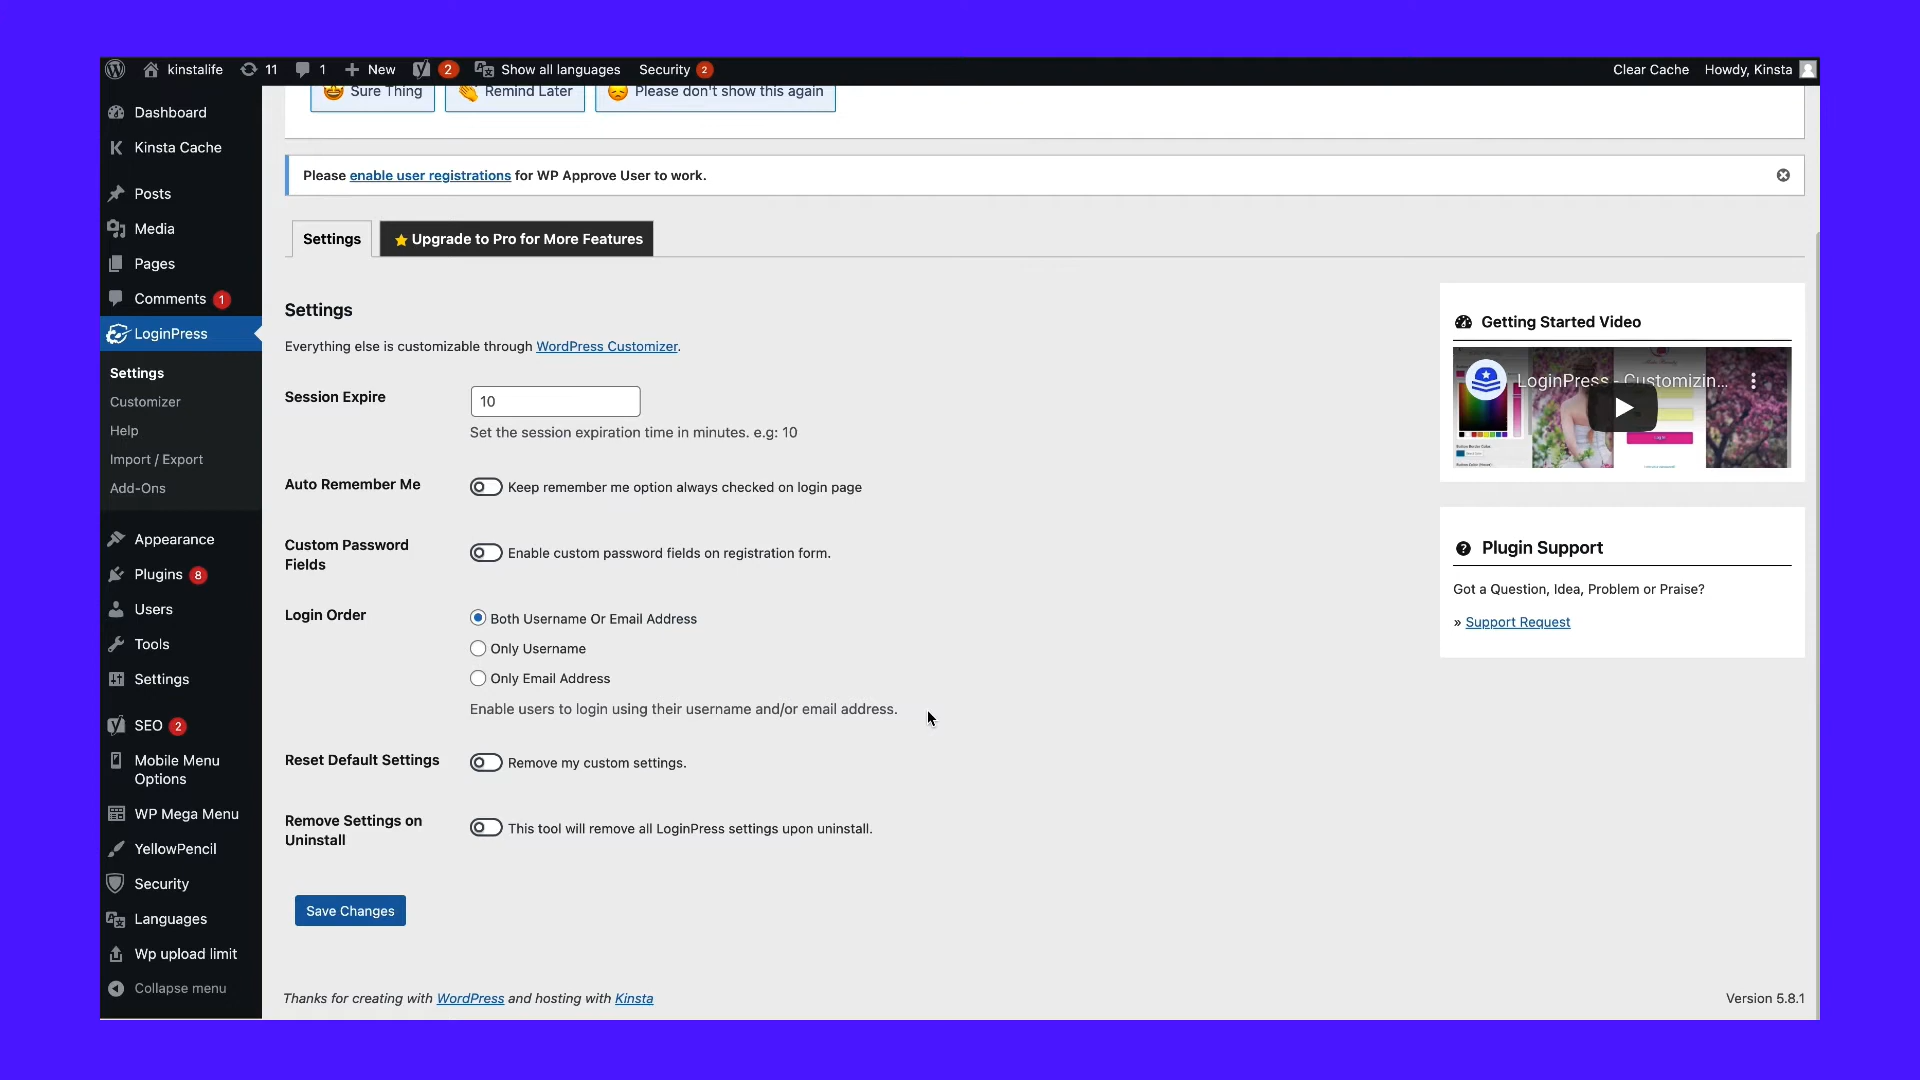 kinstalife 11 1 New 2 Show all languages Security 2 Clear Cache Howdy, Kinsta
Sure Thing Remind Later Please don't show this again
Please enable user registrations for WP Approve User to work.
Settings Upgrade to Pro for More Features
Dashboard
Kinsta Cache
Posts
Media
Pages
Comments 1
LoginPress
Settings
Customizer
Help
Import / Export
Add-Ons
Appearance
Plugins 8
Users
Tools
Settings
SEO 2
Mobile Menu
Options
WP Mega Menu
YellowPencil
Security
Languages
Wp upload limit
Collapse menu
Settings
Everything else is customizable through WordPress Customizer.
Session Expire 10
Set the session expiration time in minutes. e.g: 10
Auto Remember Me Keep remember me option always checked on login page
Custom Password
Fields
Enable custom password fields on registration form.
Login Order Both Username Or Email Address
Only Username
Only Email Address
Enable users to login using their username and/or email address.
Reset Default Settings Remove my custom settings.
Remove Settings on
Uninstall
This tool will remove all LoginPress settings upon uninstall.
Save Changes
Getting Started Video
LoginPress - Customizin...
Plugin Support
Got a Question, Idea, Problem or Praise?
» Support Request
Thanks for creating with WordPress and hosting with Kinsta
Version 5.8.1